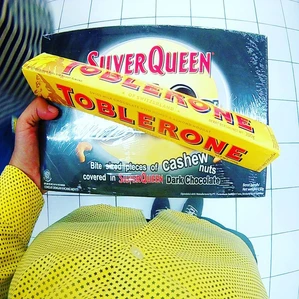 SILVERQUEEN
TOBLERONE
TOBLERONE
Bite sized pieces of cashew
nuts
covered in SILVERQUEEN Dark Chocolate